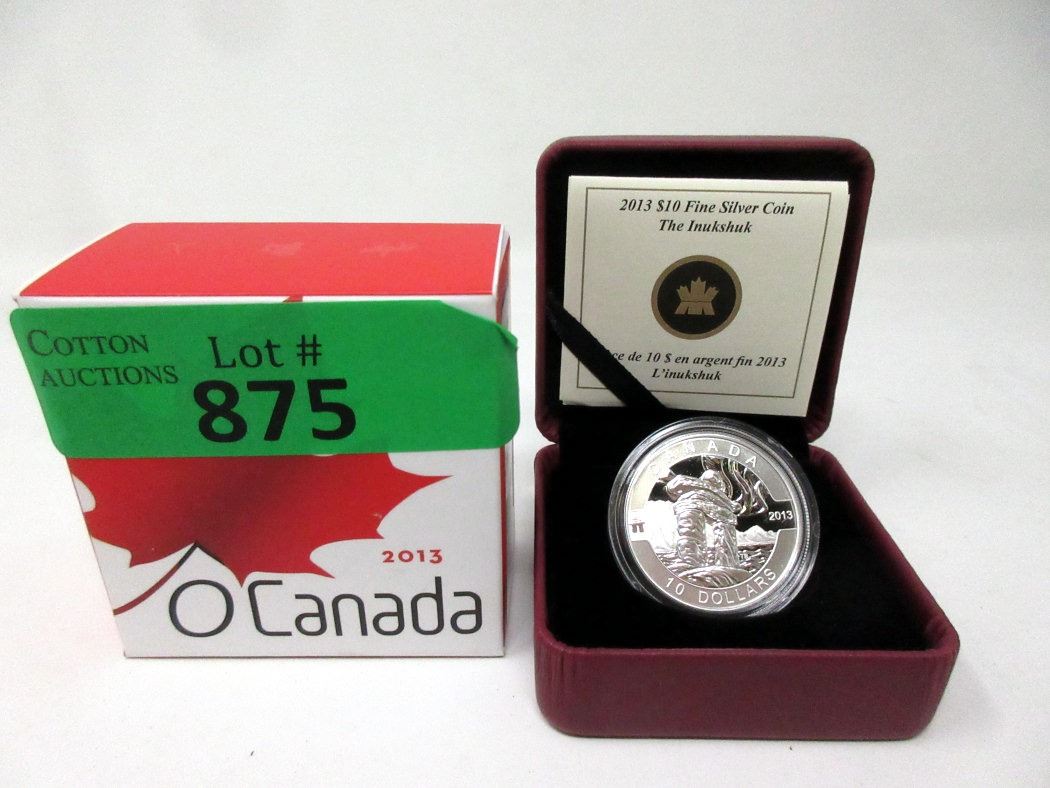 COTTON
AUCTIONS
Lot #
875
2013
O Canada
2013 $10 Fine Silver Coin
The Inukshuk
de 10 $ en argent fin 2013
L'inukshuk
CANADA
2013
10 DOLLARS